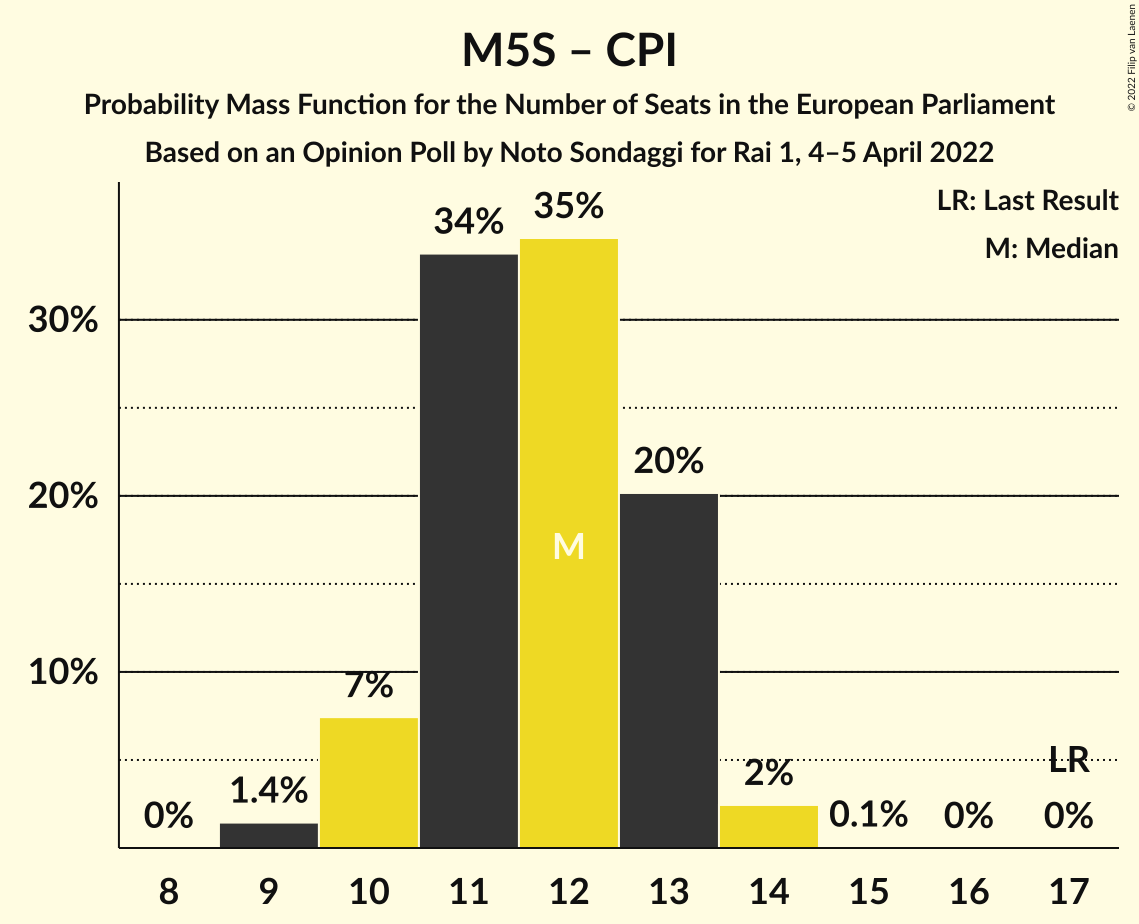 M5S – CPI
Probability Mass Function for the Number of Seats in the European Parliament
Based on an Opinion Poll by Noto Sondaggi for Rai 1, 4–5 April 2022
© 2022 Filip van Laenen
LR: Last Result
M: Median
30%
20%
10%
0%
1.4%
7%
34%
35%
M
20%
2%
0.1%
0%
LR
0%
8 9 10 11 12 13 14 15 16 17